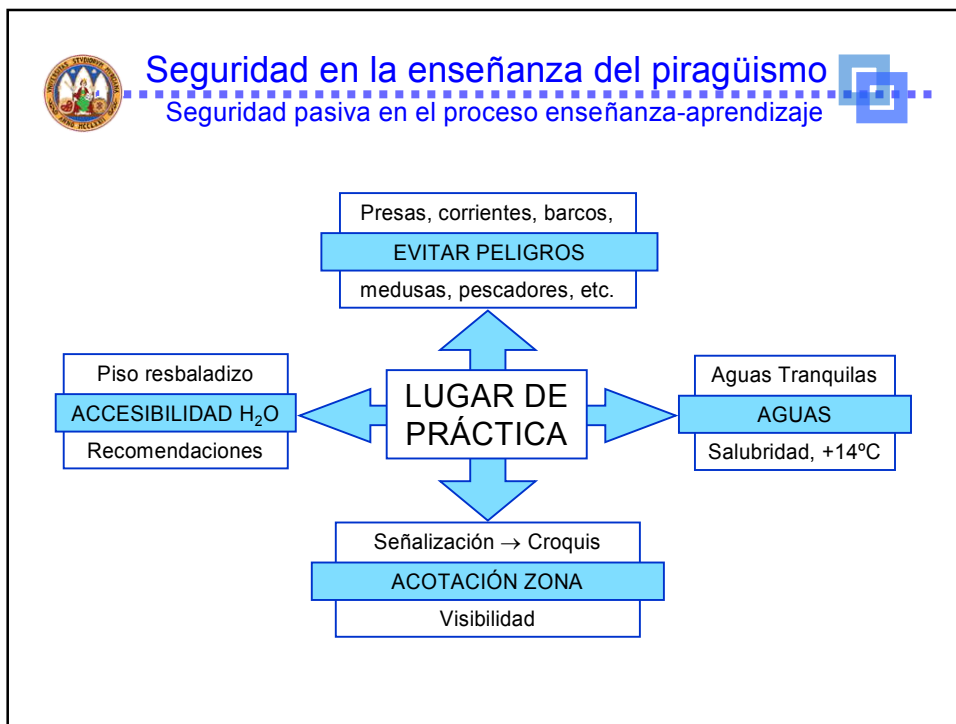 Seguridad en la enseñanza del piragüismo
Seguridad pasiva en el proceso enseñanza-aprendizaje
Presas, corrientes, barcos,
EVITAR PELIGROS
medusas, pescadores, etc.
Piso resbaladizo
ACCESIBILIDAD H₂O
Recomendaciones
LUGAR DE
PRÁCTICA
Aguas Tranquilas
AGUAS
Salubridad, +14ºC
Señalización → Croquis
ACOTACIÓN ZONA
Visibilidad